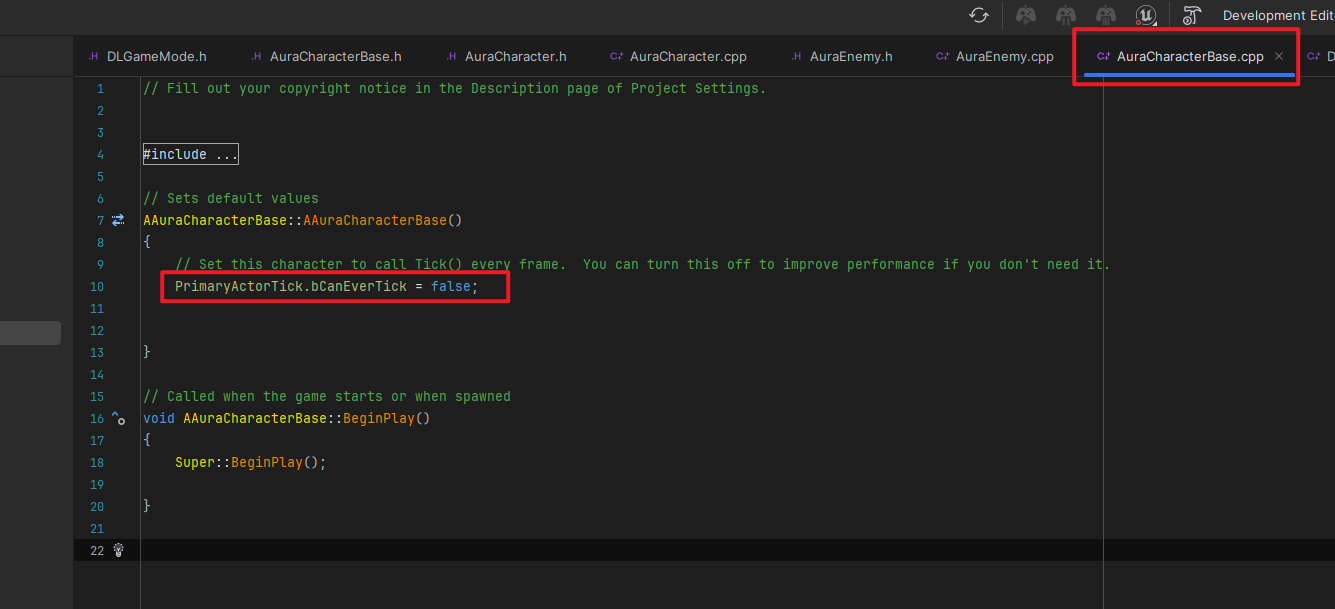 Development Edit
.H DLGameMode.h .H AuraCharacterBase.h .H AuraCharacter.h C+ AuraCharacter.cpp .H AuraEnemy.h C+ AuraEnemy.cpp C+ AuraCharacterBase.cpp × C+ D
1 // Fill out your copyright notice in the Description page of Project Settings.
2
3
4 #include ...
5
6 // Sets default values
7 AAuraCharacterBase::AAuraCharacterBase()
8 {
9 // Set this character to call Tick() every frame.  You can turn this off to improve performance if you don't need it.
10 PrimaryActorTick.bCanEverTick = false;
11
12
13 }
14
15 // Called when the game starts or when spawned
16 void AAuraCharacterBase::BeginPlay()
17 {
18 Super::BeginPlay();
19
20 }
21
22